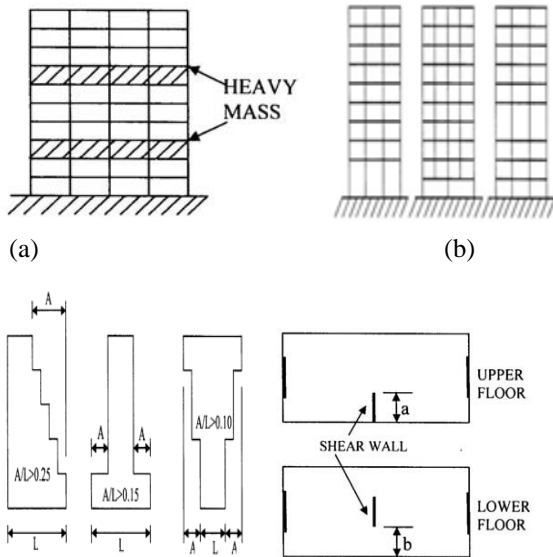 HEAVY
MASS
(a)
(b)
A
A/L>0.25
L
A
A
A/L>0.15
L
A/L>0.10
A
L
A
a
UPPER
FLOOR
SHEAR WALL
b
LOWER
FLOOR